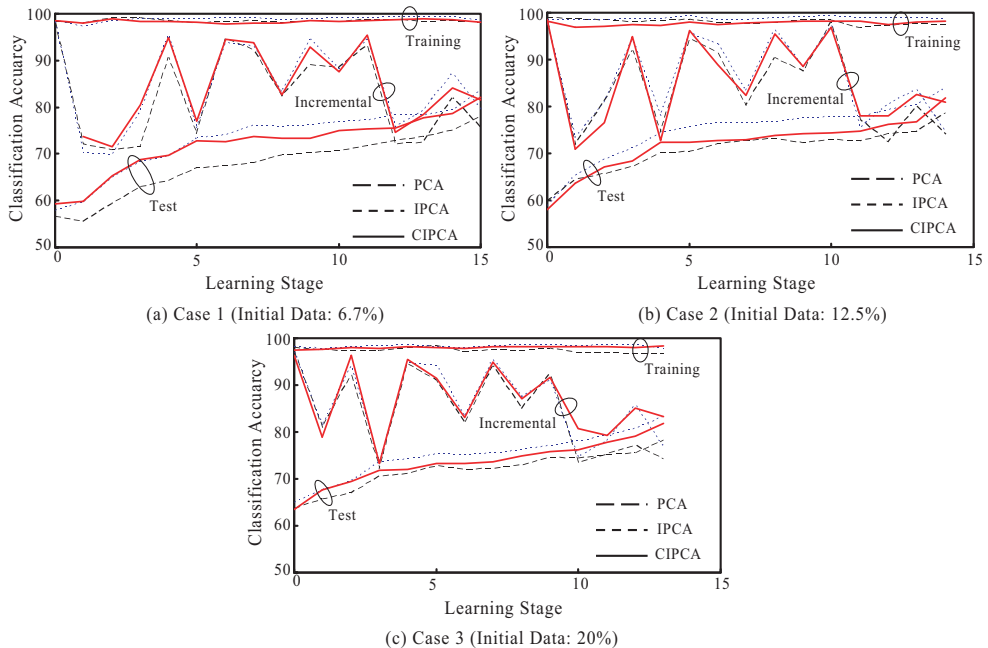 100
90
80
70
60
50
Classification Accuarcy
Training
Incremental
Test
PCA
IPCA
CIPCA
0 5 10 15
Learning Stage
(a) Case 1 (Initial Data: 6.7%)
100
90
80
70
60
50
Classification Accuarcy
Training
Incremental
Test
PCA
IPCA
CIPCA
0 5 10 15
Learning Stage
(b) Case 2 (Initial Data: 12.5%)
100
90
80
70
60
50
Classification Accuarcy
Training
Incremental
Test
PCA
IPCA
CIPCA
0 5 10 15
Learning Stage
(c) Case 3 (Initial Data: 20%)